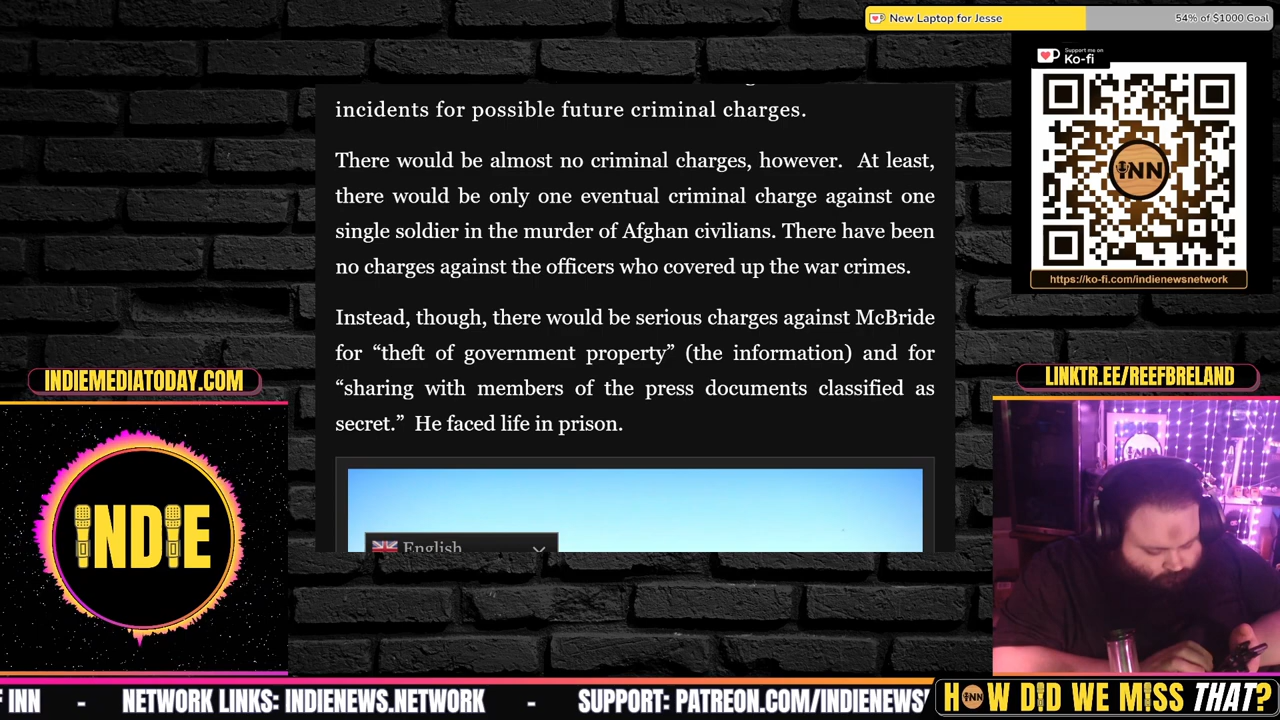 New Laptop for Jesse
54% of $1000 Goal
Support me on
Ko-fi
INN
https://ko-fi.com/indienewsnetwork
incidents for possible future criminal charges.
There would be almost no criminal charges, however.  At least,
there would be only one eventual criminal charge against one
single soldier in the murder of Afghan civilians. There have been
no charges against the officers who covered up the war crimes.
Instead, though, there would be serious charges against McBride
for “theft of government property” (the information) and for
“sharing with members of the press documents classified as
secret.”  He faced life in prison.
English
INDIEMEDIATODAY.COM
INDIE
LINKTR.EE/REEFBRELAND
INN
F INN - NETWORK LINKS: INDIENEWS.NETWORK - SUPPORT: PATREON.COM/INDIENEWS
HOW DID WE MISS THAT?
INN